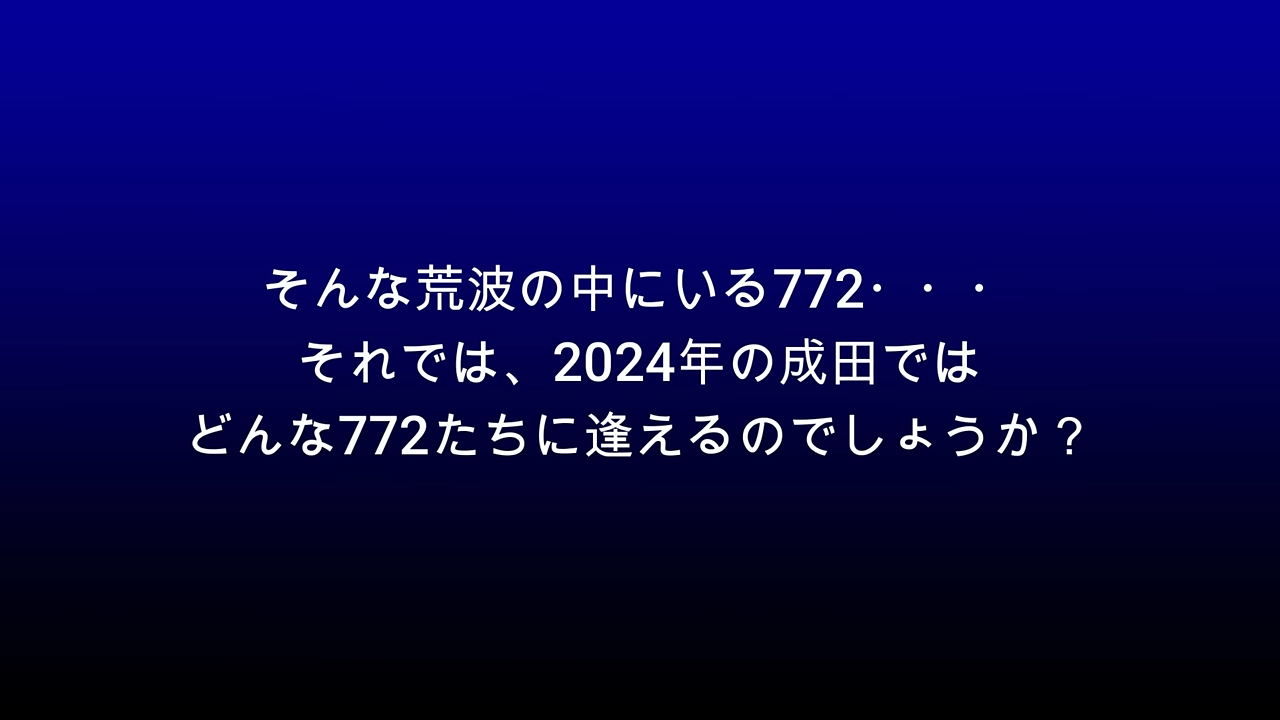 そんな荒波の中にいる772・・・
それでは、2024年の成田では
どんな772たちに逢えるのでしょうか？